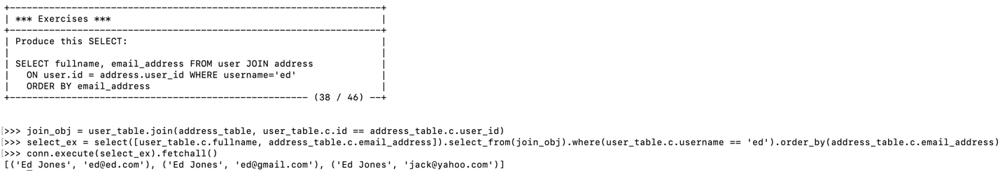 +------------------------------------------------------------------+
| *** Exercises *** |
+------------------------------------------------------------------+
| Produce this SELECT: |
| |
| SELECT fullname, email_address FROM user JOIN address |
|   ON user.id = address.user_id WHERE username='ed' |
|   ORDER BY email_address |
+---------------------------------------------------- (38 / 46) --+
[>>> join_obj = user_table.join(address_table, user_table.c.id == address_table.c.user_id)
[>>> select_ex = select([user_table.c.fullname, address_table.c.email_address]).select_from(join_obj).where(user_table.c.username == 'ed').order_by(address_table.c.email_address)
[>>> conn.execute(select_ex).fetchall()
[('Ed Jones', 'ed@ed.com'), ('Ed Jones', 'ed@gmail.com'), ('Ed Jones', 'jack@yahoo.com')]